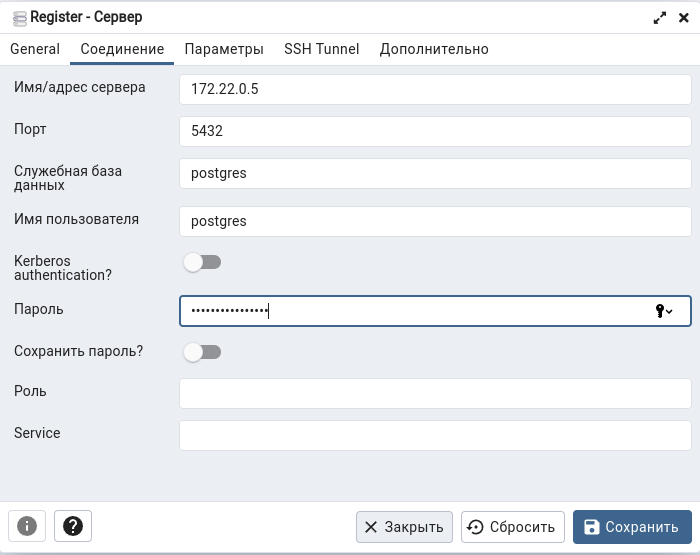 Register - Сервер
General Соединение Параметры SSH Tunnel Дополнительно
Имя/адрес сервера 172.22.0.5
Порт 5432
Служебная база
данных postgres
Имя пользователя postgres
Kerberos
authentication?
Пароль ••••••••••••••••
Сохранить пароль?
Роль
Service
Закрыть Сбросить Сохранить